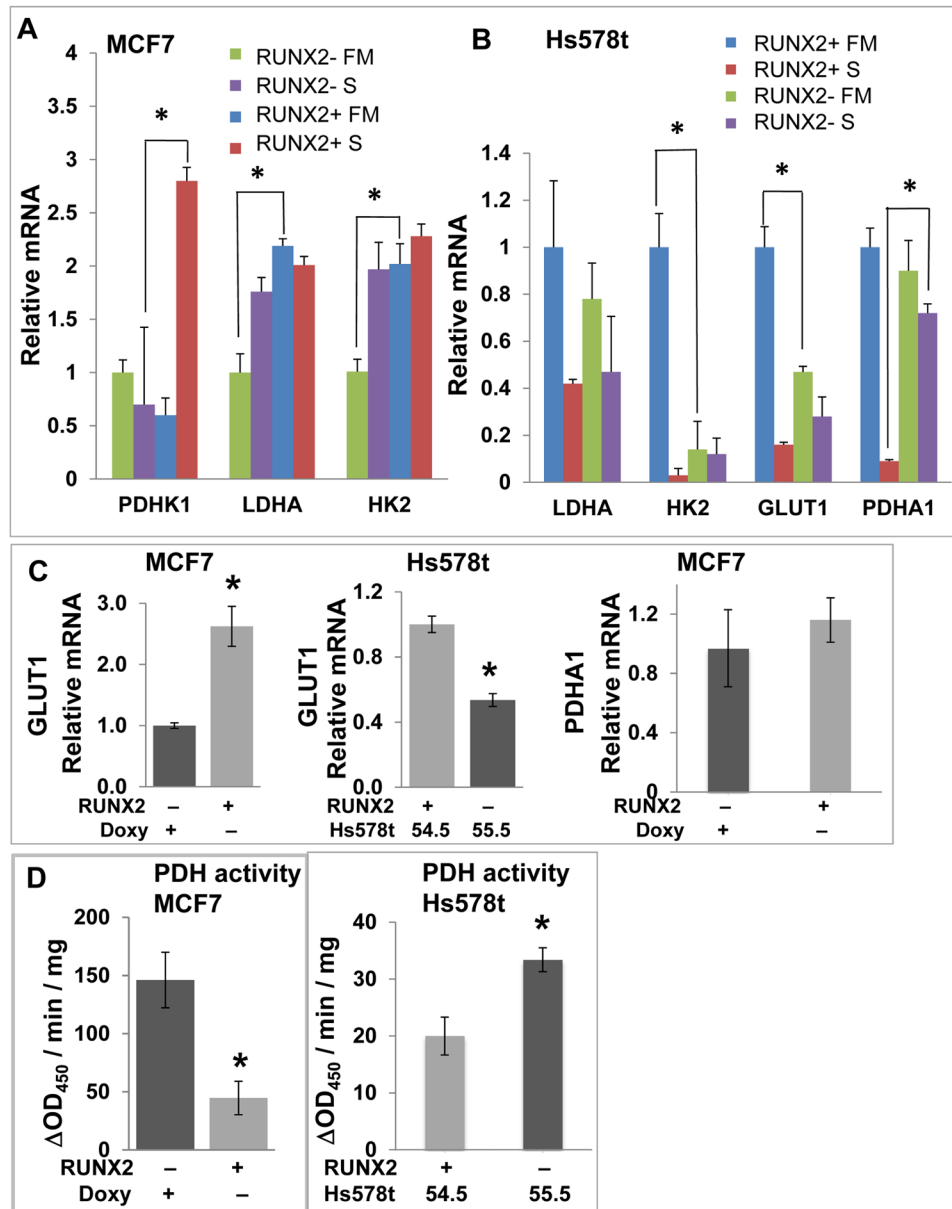 A
MCF7
RUNX2- FM
RUNX2- S
RUNX2+ FM
RUNX2+ S
Relative mRNA
4
3.5
3
2.5
2
1.5
1
0.5
0
*
*
*
PDHK1 LDHA HK2
B
Hs578t
RUNX2+ FM
RUNX2+ S
RUNX2- FM
RUNX2- S
Relative mRNA
1.4
1.2
1
0.8
0.6
0.4
0.2
0
*
*
*
LDHA HK2 GLUT1 PDHA1
C
MCF7
GLUT1
Relative mRNA
3.0
2.0
1.0
0.0
*
RUNX2 – +
Doxy + –
Hs578t
GLUT1
Relative mRNA
1.2
0.8
0.4
0.0
*
RUNX2 + –
Hs578t 54.5 55.5
MCF7
PDHA1
Relative mRNA
1.2
0.8
0.4
0
RUNX2 – +
Doxy + –
D
PDH activity
MCF7
ΔOD450 / min / mg
200
150
100
50
0
*
RUNX2 – +
Doxy + –
PDH activity
Hs578t
ΔOD450 / min / mg
40
30
20
10
0
*
RUNX2 + –
Hs578t 54.5 55.5